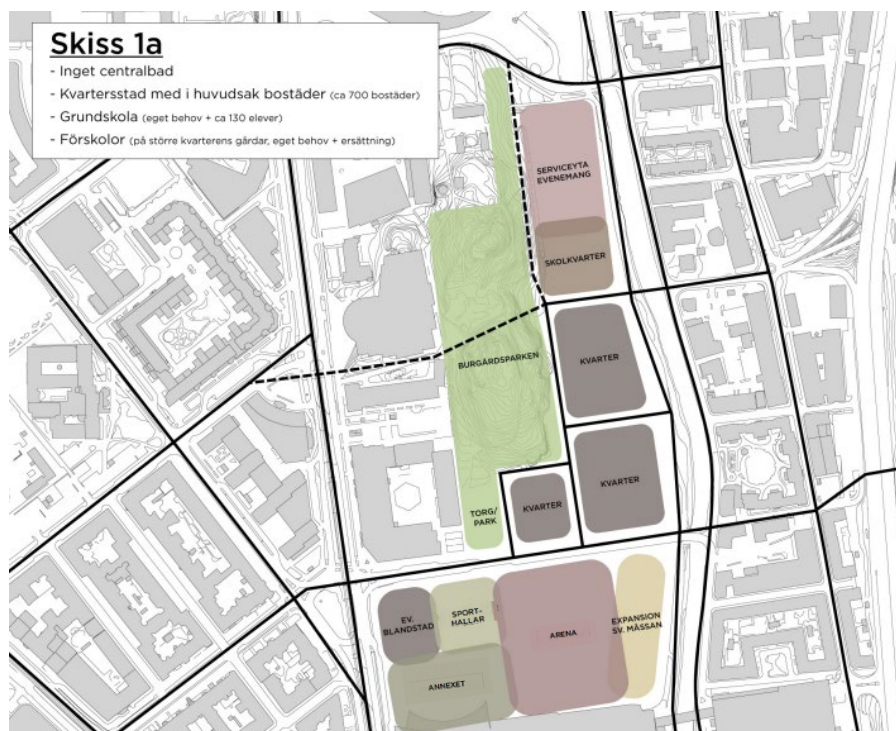 Skiss 1a
- Inget centralbad
- Kvartersstad med i huvudsak bostäder (ca 700 bostäder)
- Grundskola (eget behov + ca 130 elever)
- Förskolor (på större kvarterens gårdar, eget behov + ersättning)
SERVICEYTA
EVENEMANG
SKOLKVARTER
BURGÅRDSPARKEN
KVARTER
KVARTER
KVARTER
TORG/
PARK
EV.
BLANDSTAD
SPORT-
HALLAR
ARENA
EXPANSION
SV. MÄSSAN
ANNEXET